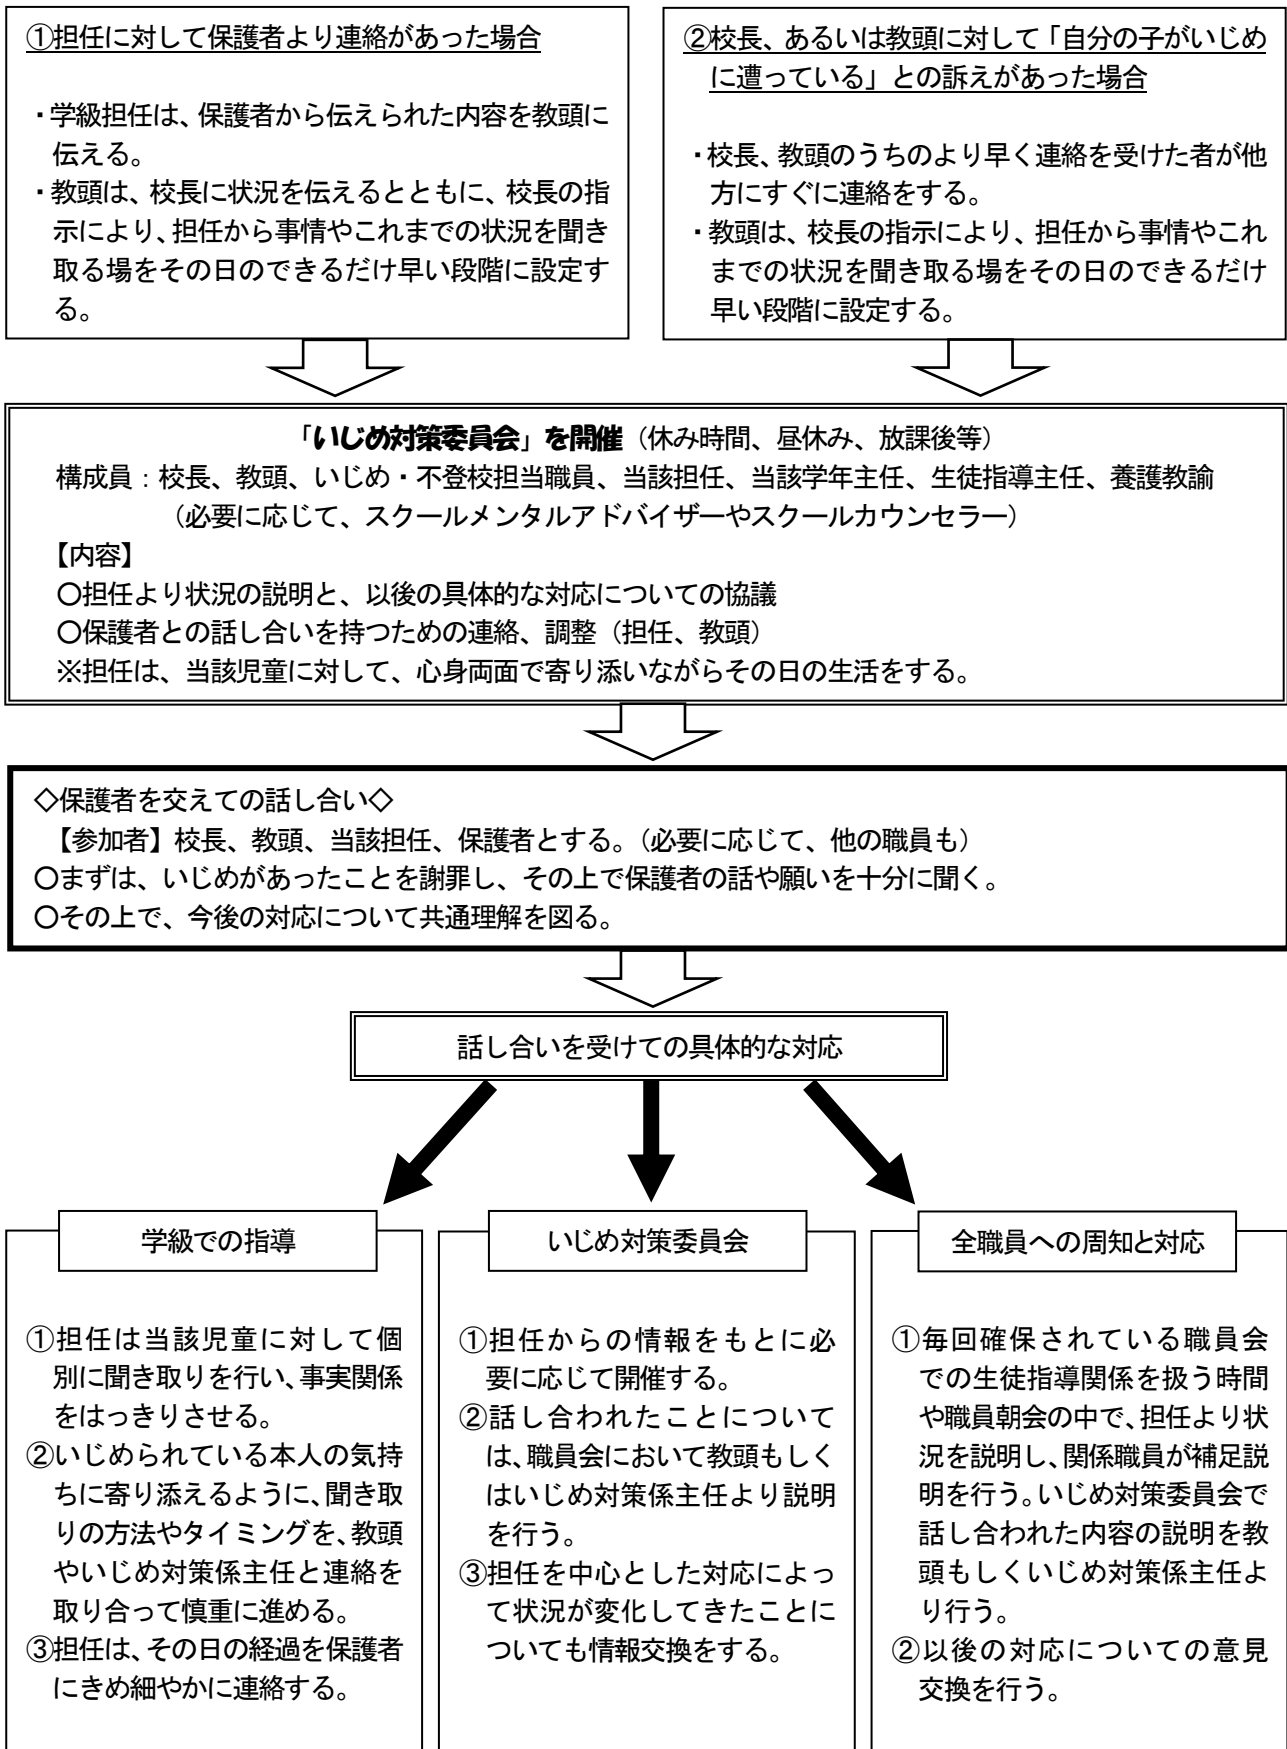 ①担任に対して保護者より連絡があった場合
・学級担任は、保護者から伝えられた内容を教頭に
伝える。
・教頭は、校長に状況を伝えるとともに、校長の指
示により、担任から事情やこれまでの状況を聞き
取る場をその日のできるだけ早い段階に設定す
る。
②校長、あるいは教頭に対して「自分の子がいじめ
に遭っている」との訴えがあった場合
・校長、教頭のうちのより早く連絡を受けた者が他
方にすぐに連絡をする。
・教頭は、校長の指示により、担任から事情やこれ
までの状況を聞き取る場をその日のできるだけ
早い段階に設定する。
「いじめ対策委員会」を開催（休み時間、昼休み、放課後等）
構成員：校長、教頭、いじめ・不登校担当職員、当該担任、当該学年主任、生徒指導主任、養護教諭
（必要に応じて、スクールメンタルアドバイザーやスクールカウンセラー）
【内容】
○担任より状況の説明と、以後の具体的な対応についての協議
○保護者との話し合いを持つための連絡、調整（担任、教頭）
※担任は、当該児童に対して、心身両面で寄り添いながらその日の生活をする。
◇保護者を交えての話し合い◇
【参加者】校長、教頭、当該担任、保護者とする。（必要に応じて、他の職員も）
○まずは、いじめがあったことを謝罪し、その上で保護者の話や願いを十分に聞く。
○その上で、今後の対応について共通理解を図る。
話し合いを受けての具体的な対応
学級での指導
①担任は当該児童に対して個
別に聞き取りを行い、事実関係
をはっきりさせる。
②いじめられている本人の気持
ちに寄り添えるように、聞き取
りの方法やタイミングを、教頭
やいじめ対策係主任と連絡を
取り合って慎重に進める。
③担任は、その日の経過を保護者
にきめ細やかに連絡する。
いじめ対策委員会
①担任からの情報をもとに必
要に応じて開催する。
②話し合われたことについて
は、職員会において教頭もしく
はいじめ対策係主任より説明
を行う。
③担任を中心とした対応によっ
て状況が変化してきたことに
ついても情報交換をする。
全職員への周知と対応
①毎回確保されている職員会
での生徒指導関係を扱う時間
や職員朝会の中で、担任より状
況を説明し、関係職員が補足説
明を行う。いじめ対策委員会で
話し合われた内容の説明を教
頭もしくいじめ対策係主任よ
り行う。
②以後の対応についての意見
交換を行う。